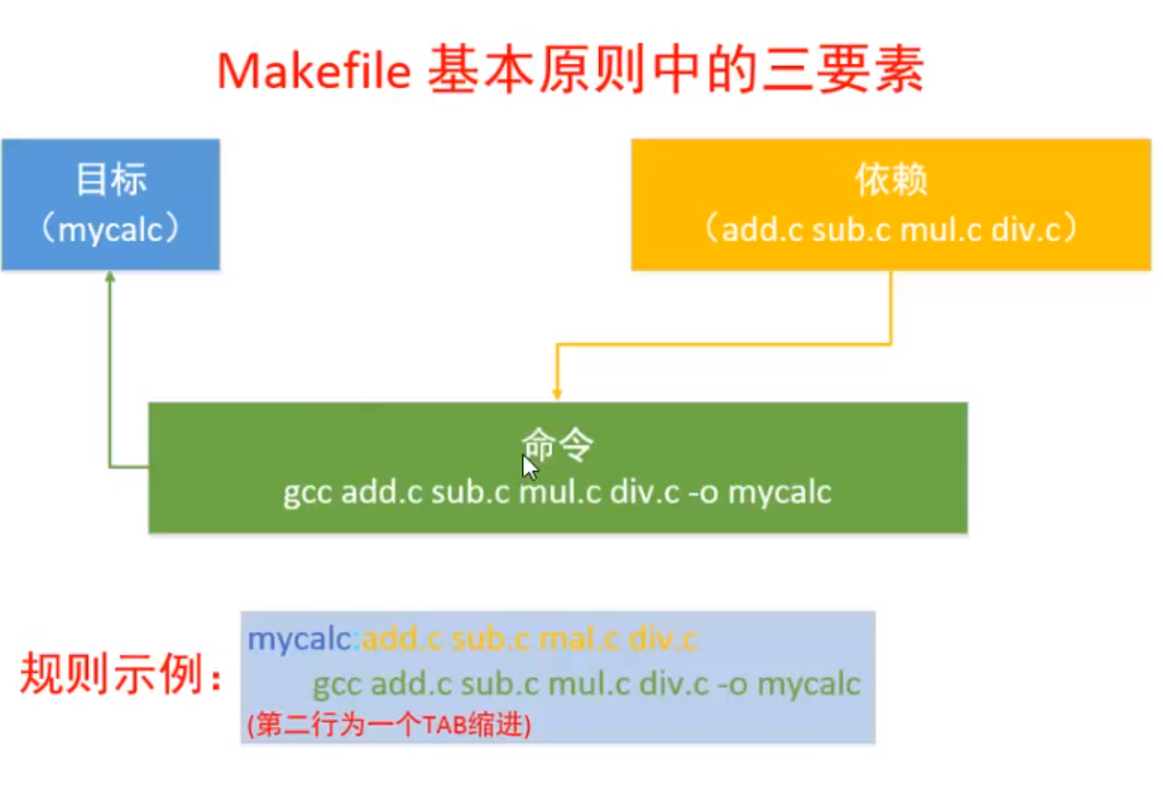 Makefile 基本原则中的三要素
目标
（mycalc）
依赖
（add.c sub.c mul.c div.c）
命令
gcc add.c sub.c mul.c div.c -o mycalc
规则示例：
mycalc:add.c sub.c mal.c div.c
gcc add.c sub.c mul.c div.c -o mycalc
(第二行为一个TAB缩进)